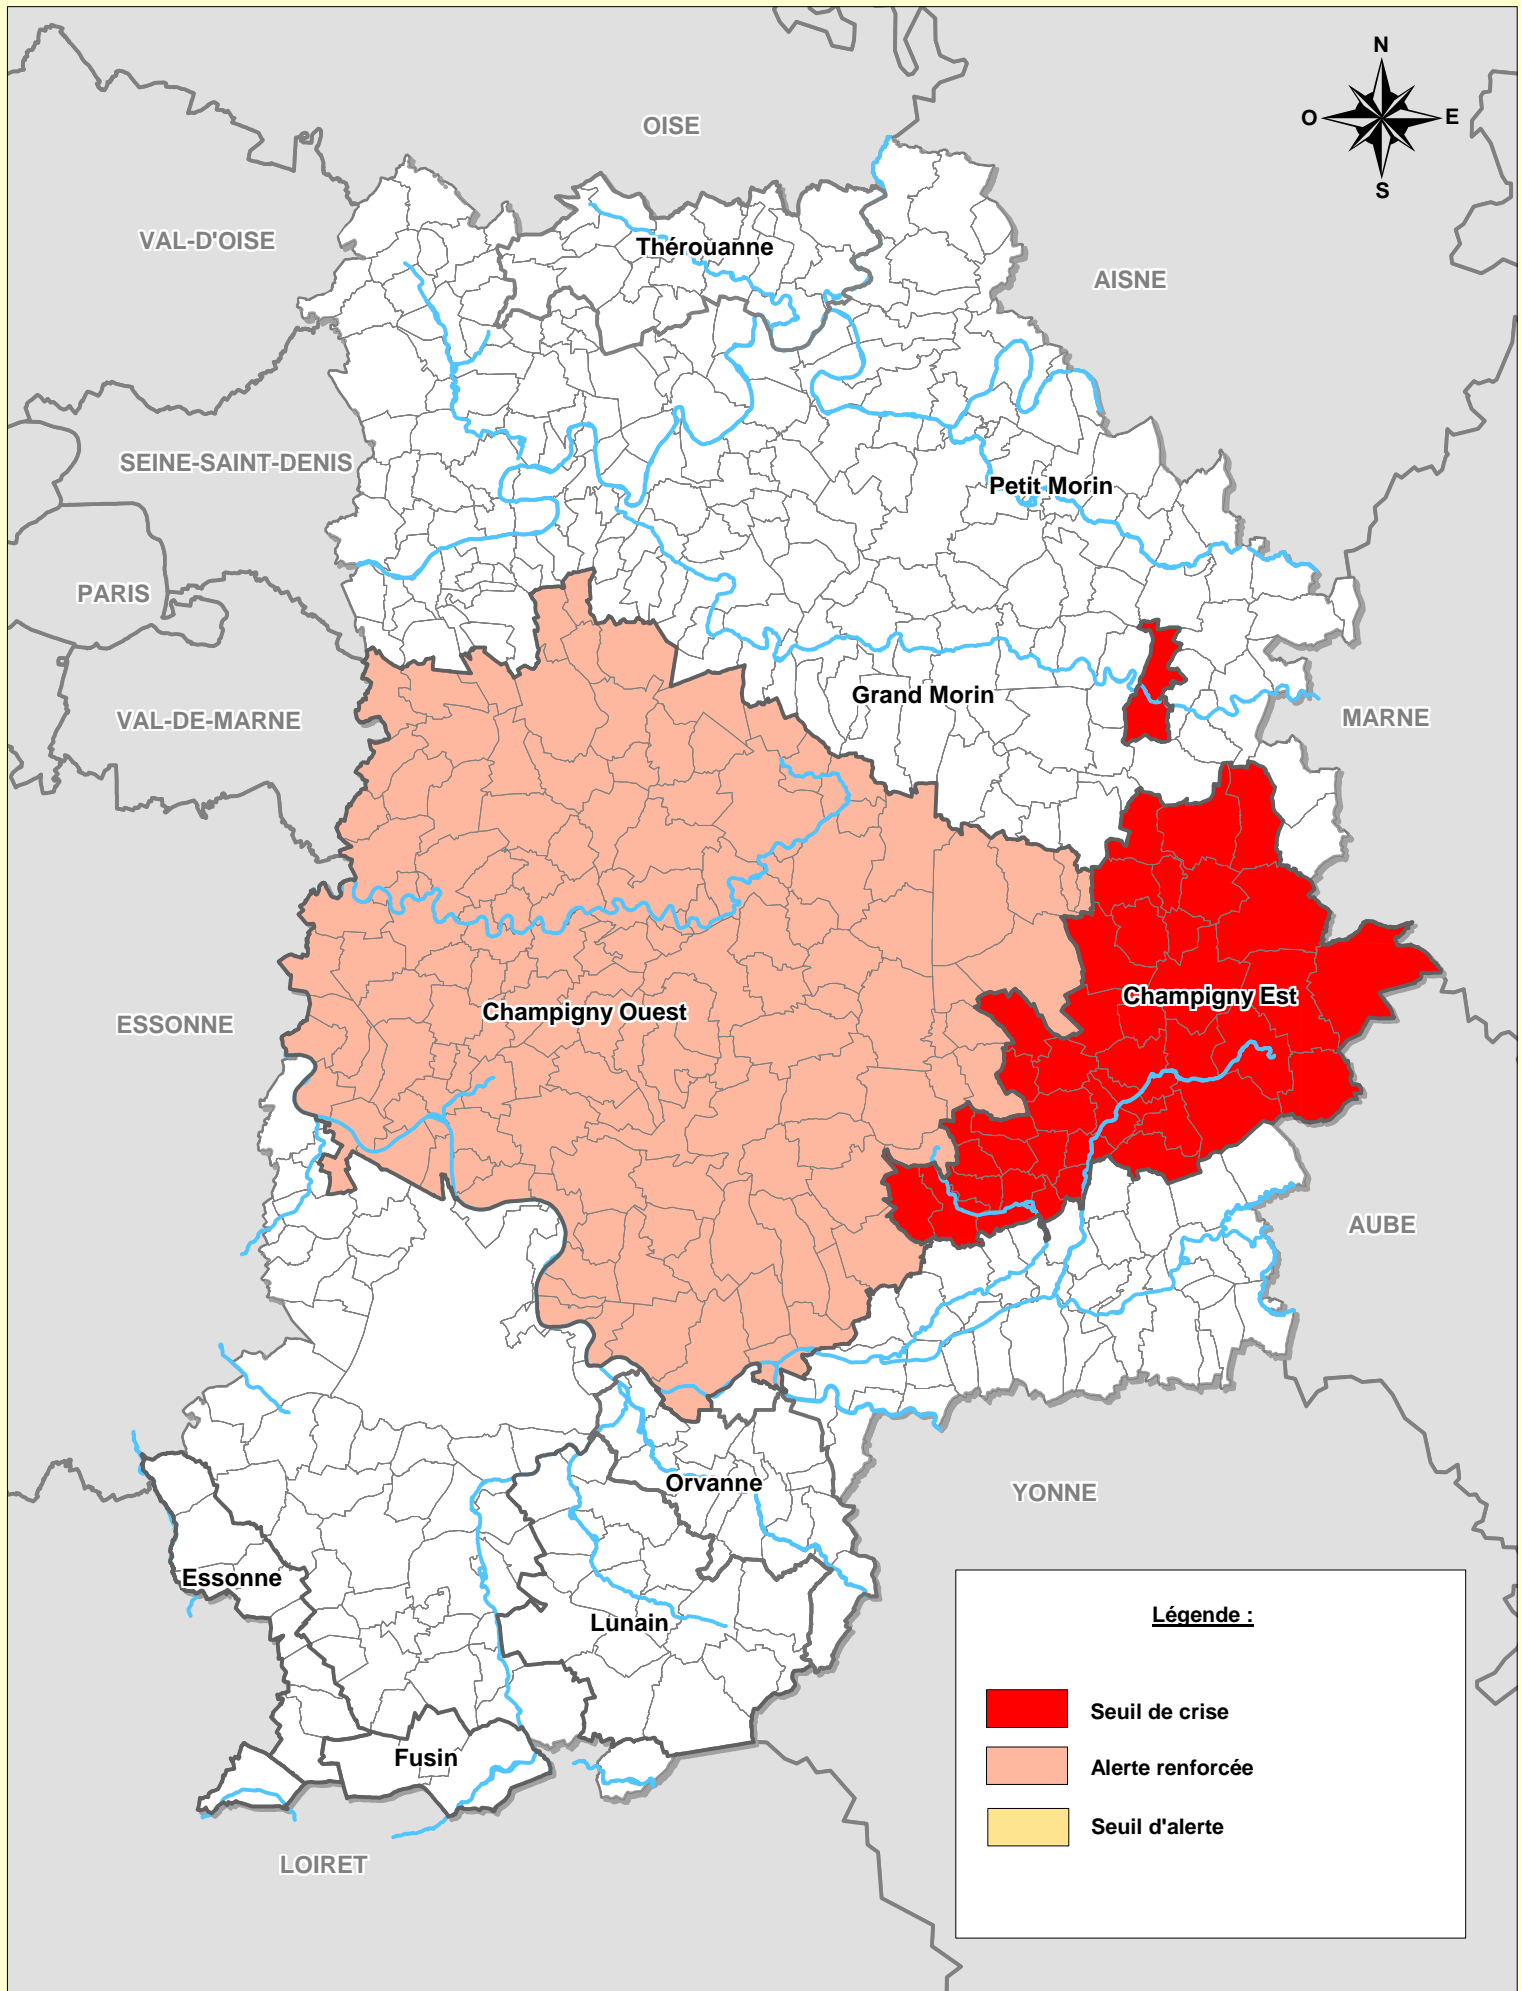 N
O
E
S
OISE
VAL-D'OISE
Thérouanne
AISNE
SEINE-SAINT-DENIS
Petit Morin
PARIS
Grand Morin
VAL-DE-MARNE
MARNE
Champigny Est
Champigny Ouest
ESSONNE
AUBE
Orvanne
YONNE
Essonne
Lunain
Fusin
LOIRET
Légende :
Seuil de crise
Alerte renforcée
Seuil d'alerte